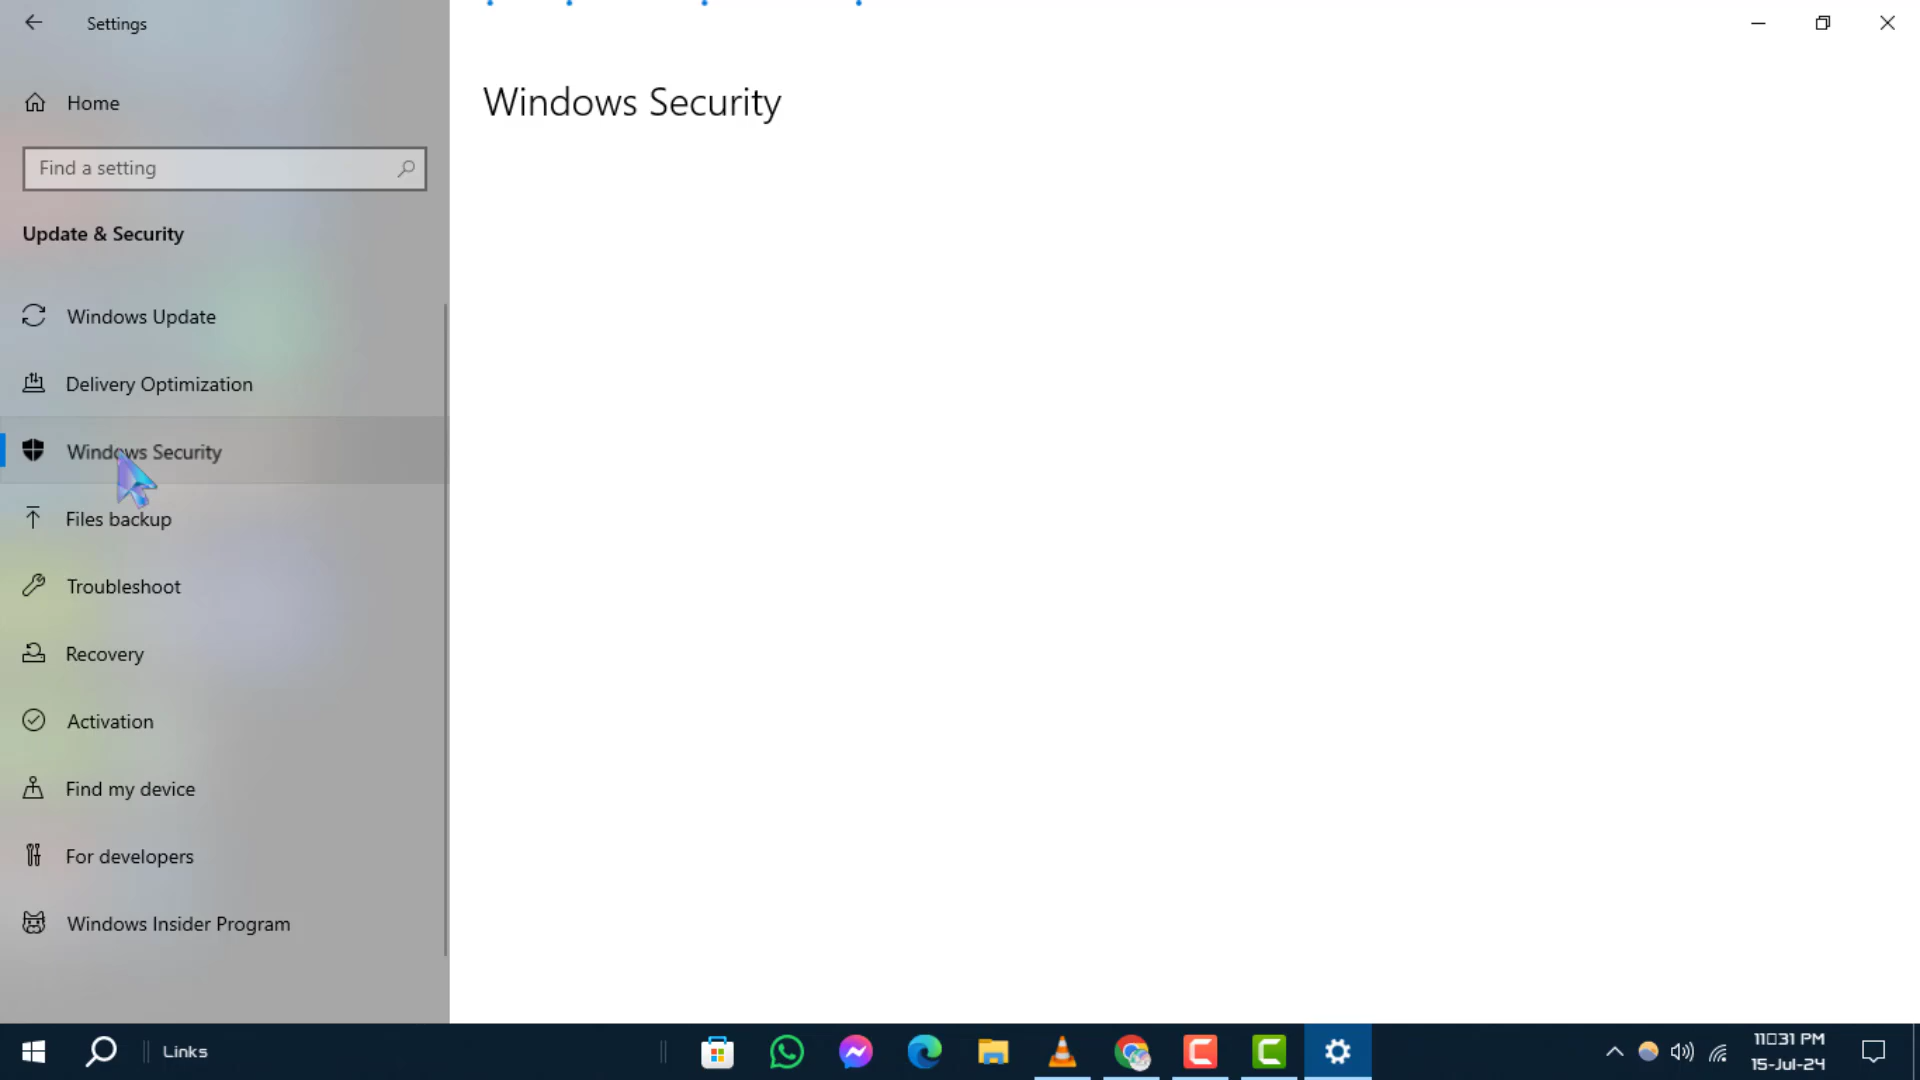 Settings
Home
Find a setting
Update & Security
Windows Update
Delivery Optimization
Windows Security
Files backup
Troubleshoot
Recovery
Activation
Find my device
For developers
Windows Insider Program
Windows Security
Links
11□31 PM
15-Jul-24